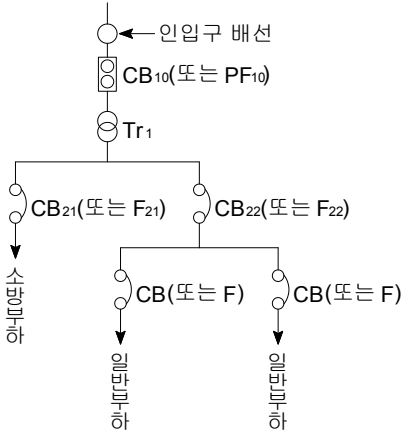 인입구 배선
CB10(또는 PF10)
Tr1
CB21(또는 F21)
CB22(또는 F22)
소방부하
CB(또는 F)
CB(또는 F)
일반부하
일반부하